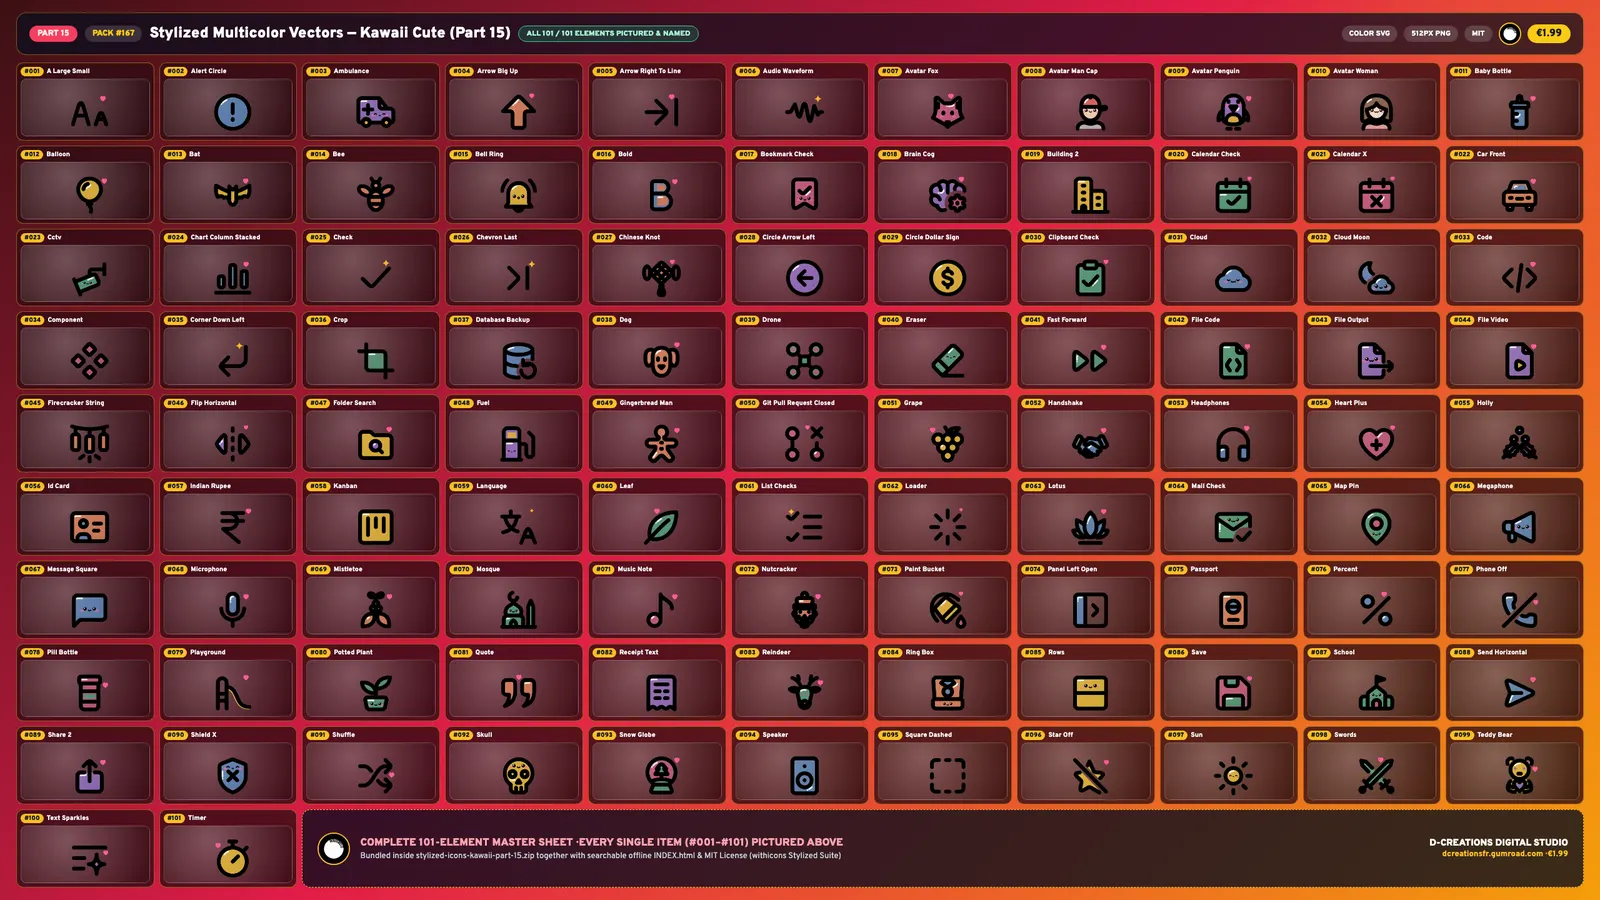 PART 15 PACK #167 Stylized Multicolor Vectors – Kawaii Cute (Part 15) ALL 101 / 101 ELEMENTS PICTURED & NAMED COLOR SVG 512PX PNG MIT €1.99
#001 A Large Small #002 Alert Circle #003 Ambulance #004 Arrow Big Up #005 Arrow Right To Line #006 Audio Waveform #007 Avatar Fox #008 Avatar Man Cap #009 Avatar Penguin #010 Avatar Woman #011 Baby Bottle
#012 Balloon #013 Bat #014 Bee #015 Bell Ring #016 Bold #017 Bookmark Check #018 Brain Cog #019 Building 2 #020 Calendar Check #021 Calendar X #022 Car Front
#023 Cctv #024 Chart Column Stacked #025 Check #026 Chevron Last #027 Chinese Knot #028 Circle Arrow Left #029 Circle Dollar Sign #030 Clipboard Check #031 Cloud #032 Cloud Moon #033 Code
#034 Component #035 Corner Down Left #036 Crop #037 Database Backup #038 Dog #039 Drone #040 Eraser #041 Fast Forward #042 File Code #043 File Output #044 File Video
#045 Firecracker String #046 Flip Horizontal #047 Folder Search #048 Fuel #049 Gingerbread Man #050 Git Pull Request Closed #051 Grape #052 Handshake #053 Headphones #054 Heart Plus #055 Holly
#056 Id Card #057 Indian Rupee #058 Kanban #059 Language #060 Leaf #061 List Checks #062 Loader #063 Lotus #064 Mail Check #065 Map Pin #066 Megaphone
#067 Message Square #068 Microphone #069 Mistletoe #070 Mosque #071 Music Note #072 Nutcracker #073 Paint Bucket #074 Panel Left Open #075 Passport #076 Percent #077 Phone Off
#078 Pill Bottle #079 Playground #080 Potted Plant #081 Quote #082 Receipt Text #083 Reindeer #084 Ring Box #085 Rows #086 Save #087 School #088 Send Horizontal
#089 Share 2 #090 Shield X #091 Shuffle #092 Skull #093 Snow Globe #094 Speaker #095 Square Dashed #096 Star Off #097 Sun #098 Swords #099 Teddy Bear
#100 Text Sparkles #101 Timer
COMPLETE 101-ELEMENT MASTER SHEET · EVERY SINGLE ITEM (#001–#101) PICTURED ABOVE
Bundled inside stylized-icons-kawaii-part-15.zip together with searchable offline INDEX.html & MIT License (withicons Stylized Suite)
D-CREATIONS DIGITAL STUDIO
dcreationsfr.gumroad.com · €1.99